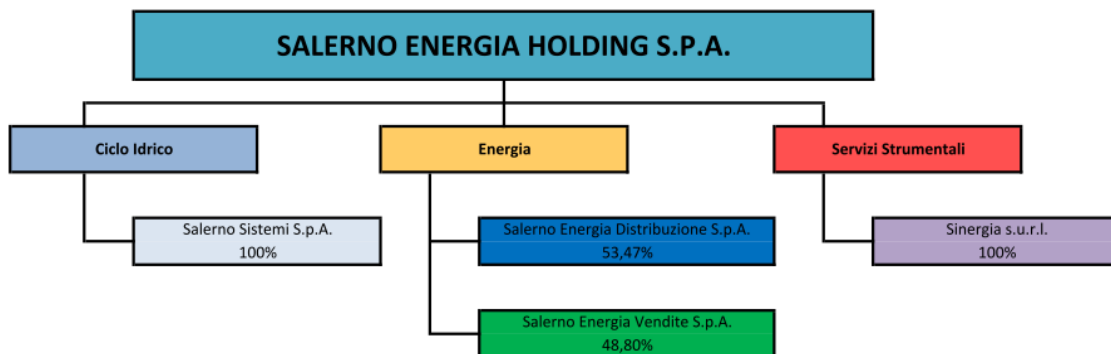 SALERNO ENERGIA HOLDING S.P.A.
Ciclo Idrico
Energia
Servizi Strumentali
Salerno Sistemi S.p.A.
100%
Salerno Energia Distribuzione S.p.A.
53,47%
Sinergia s.u.r.l.
100%
Salerno Energia Vendite S.p.A.
48,80%